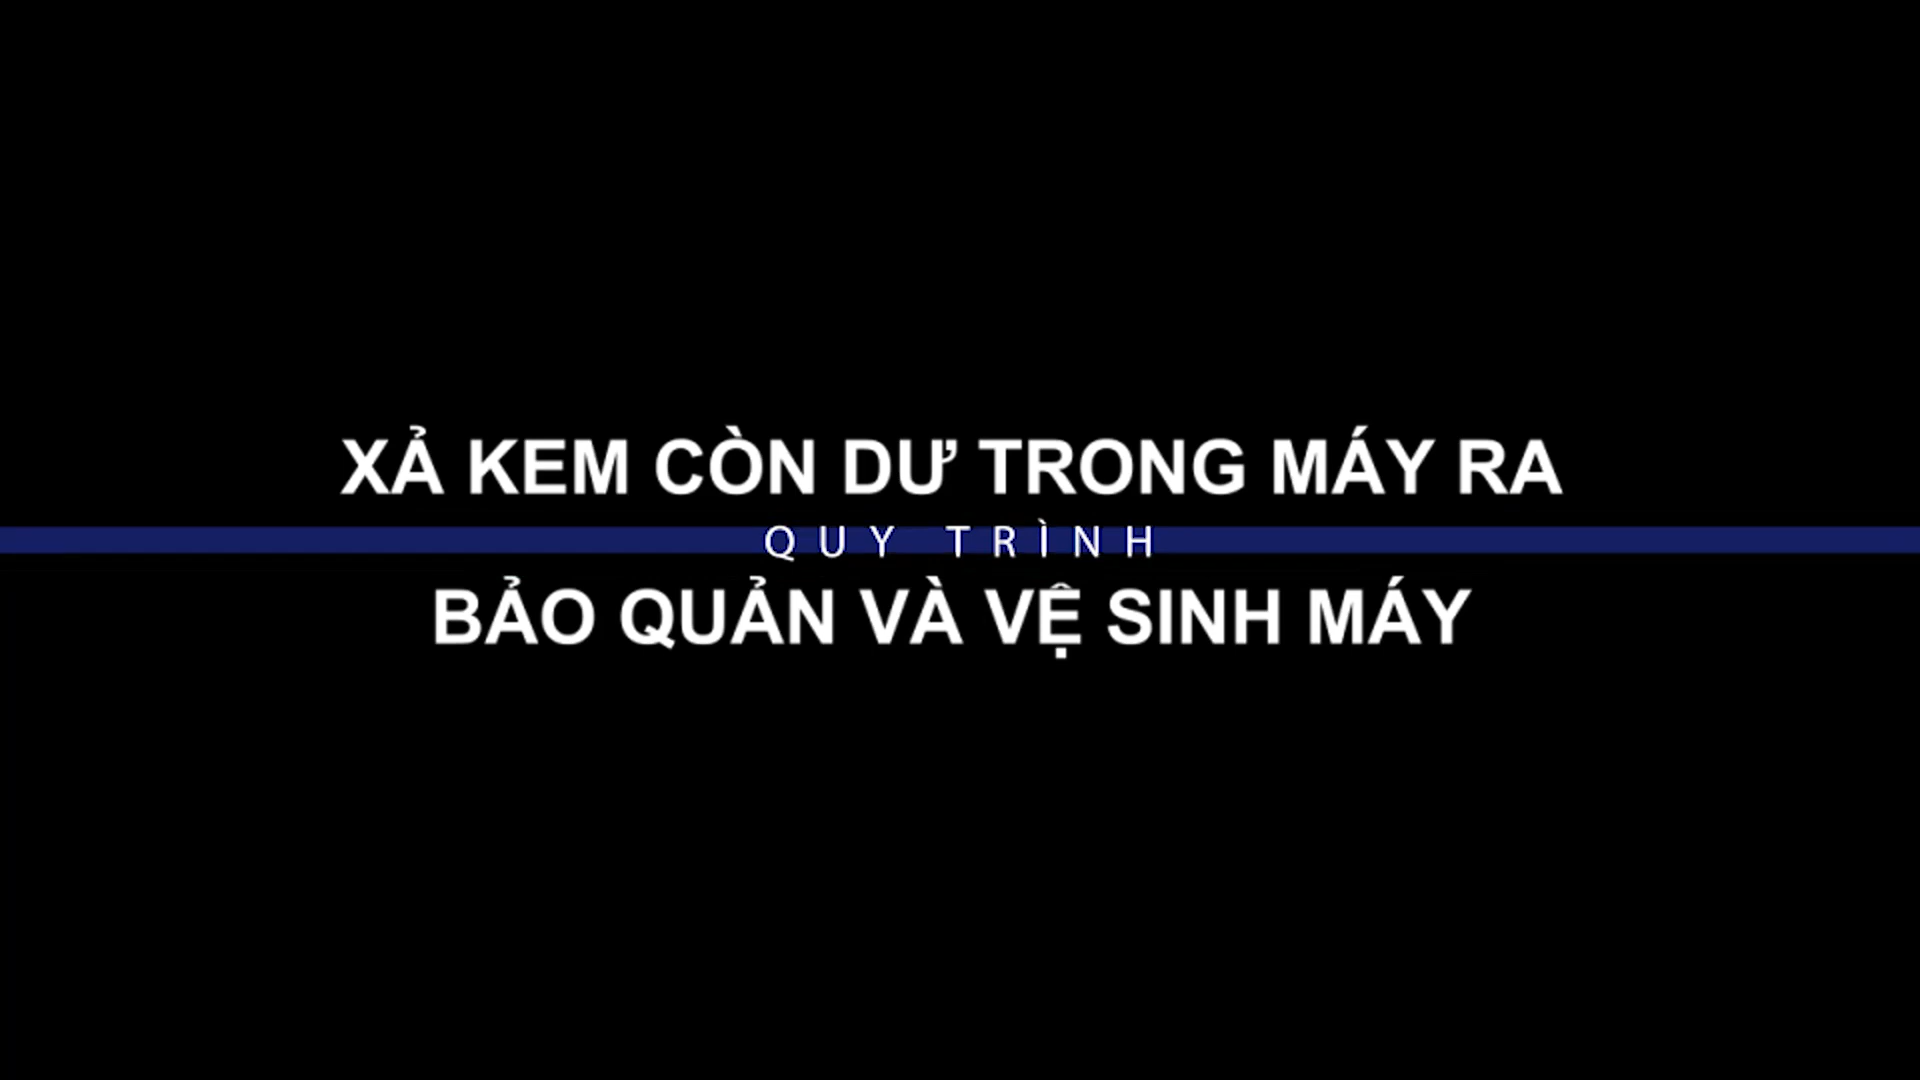 XẢ KEM CÒN DƯ TRONG MÁY RA
QUY TRÌNH
BẢO QUẢN VÀ VỆ SINH MÁY